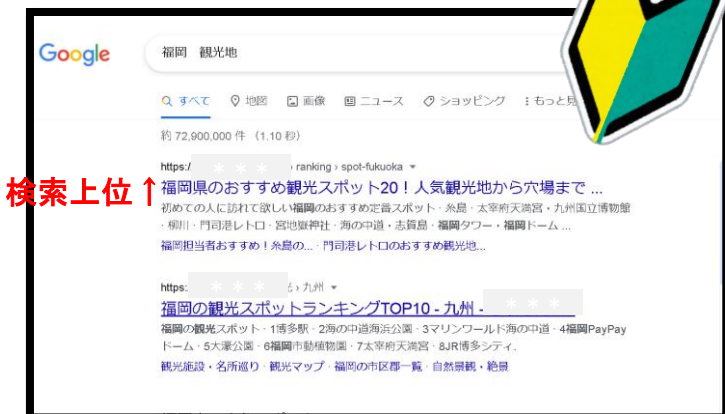 Google
福岡 観光地
すべて 地図 画像 ニュース ショッピング もっと見
約 72,900,000 件 (1.10 秒)
https:/ * * * › ranking › spot-fukuoka
検索上位↑
福岡県のおすすめ観光スポット20！人気観光地から穴場まで ...
初めての人に訪れて欲しい福岡のおすすめ定番スポット · 糸島 · 太宰府天満宮 · 九州国立博物館
· 柳川 · 門司港レトロ · 宮地嶽神社 · 海の中道 · 志賀島 · 福岡タワー · 福岡ドーム ...
福岡担当者おすすめ！糸島の... · 門司港レトロのおすすめ観光地...
https: * * * › 九州
福岡の観光スポットランキングTOP10 - 九州 - * * *
福岡の観光スポット · 1博多駅 · 2海の中道海浜公園 · 3マリンワールド海の中道 · 4福岡PayPay
ドーム · 5大濠公園 · 6福岡市動植物園 · 7太宰府天満宮 · 8JR博多シティ.
観光施設・名所巡り · 観光マップ · 福岡の市区郡一覧 · 自然景観・絶景